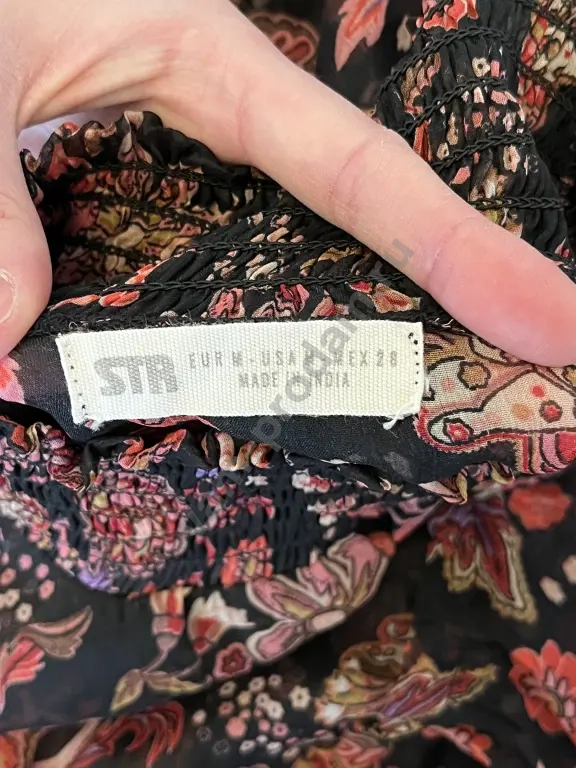 STR
EUR M - USA MEX 28
MADE IN INDIA